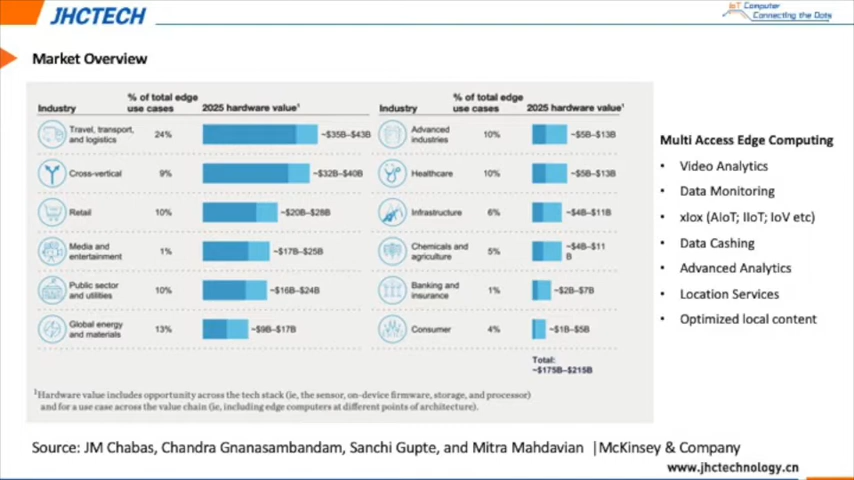 JHCTECH
IoT Computer
Connecting the Dots
Market Overview
Industry
% of total edge
use cases
2025 hardware value¹
Travel, transport,
and logistics
24%
~$35B–$43B
Cross-vertical
9%
~$32B–$40B
Retail
10%
~$20B–$28B
Media and
entertainment
1%
~$17B–$25B
Public sector
and utilities
10%
~$16B–$24B
Global energy
and materials
13%
~$9B–$17B
Industry
% of total edge
use cases
2025 hardware value¹
Advanced
industries
10%
~$5B–$13B
Healthcare
10%
~$5B–$13B
Infrastructure
6%
~$4B–$11B
Chemicals and
agriculture
5%
~$4B–$11
B
Banking and
insurance
1%
~$2B–$7B
Consumer
4%
~$1B–$5B
Total:
~$175B–$215B
¹Hardware value includes opportunity across the tech stack (ie, the sensor, on-device firmware, storage, and processor)
and for a use case across the value chain (ie, including edge computers at different points of architecture).
Multi Access Edge Computing
• Video Analytics
• Data Monitoring
• xIox (AIoT; IIoT; IoV etc)
• Data Cashing
• Advanced Analytics
• Location Services
• Optimized local content
Source: JM Chabas, Chandra Gnanasambandam, Sanchi Gupte, and Mitra Mahdavian |McKinsey & Company
www.jhctechnology.cn